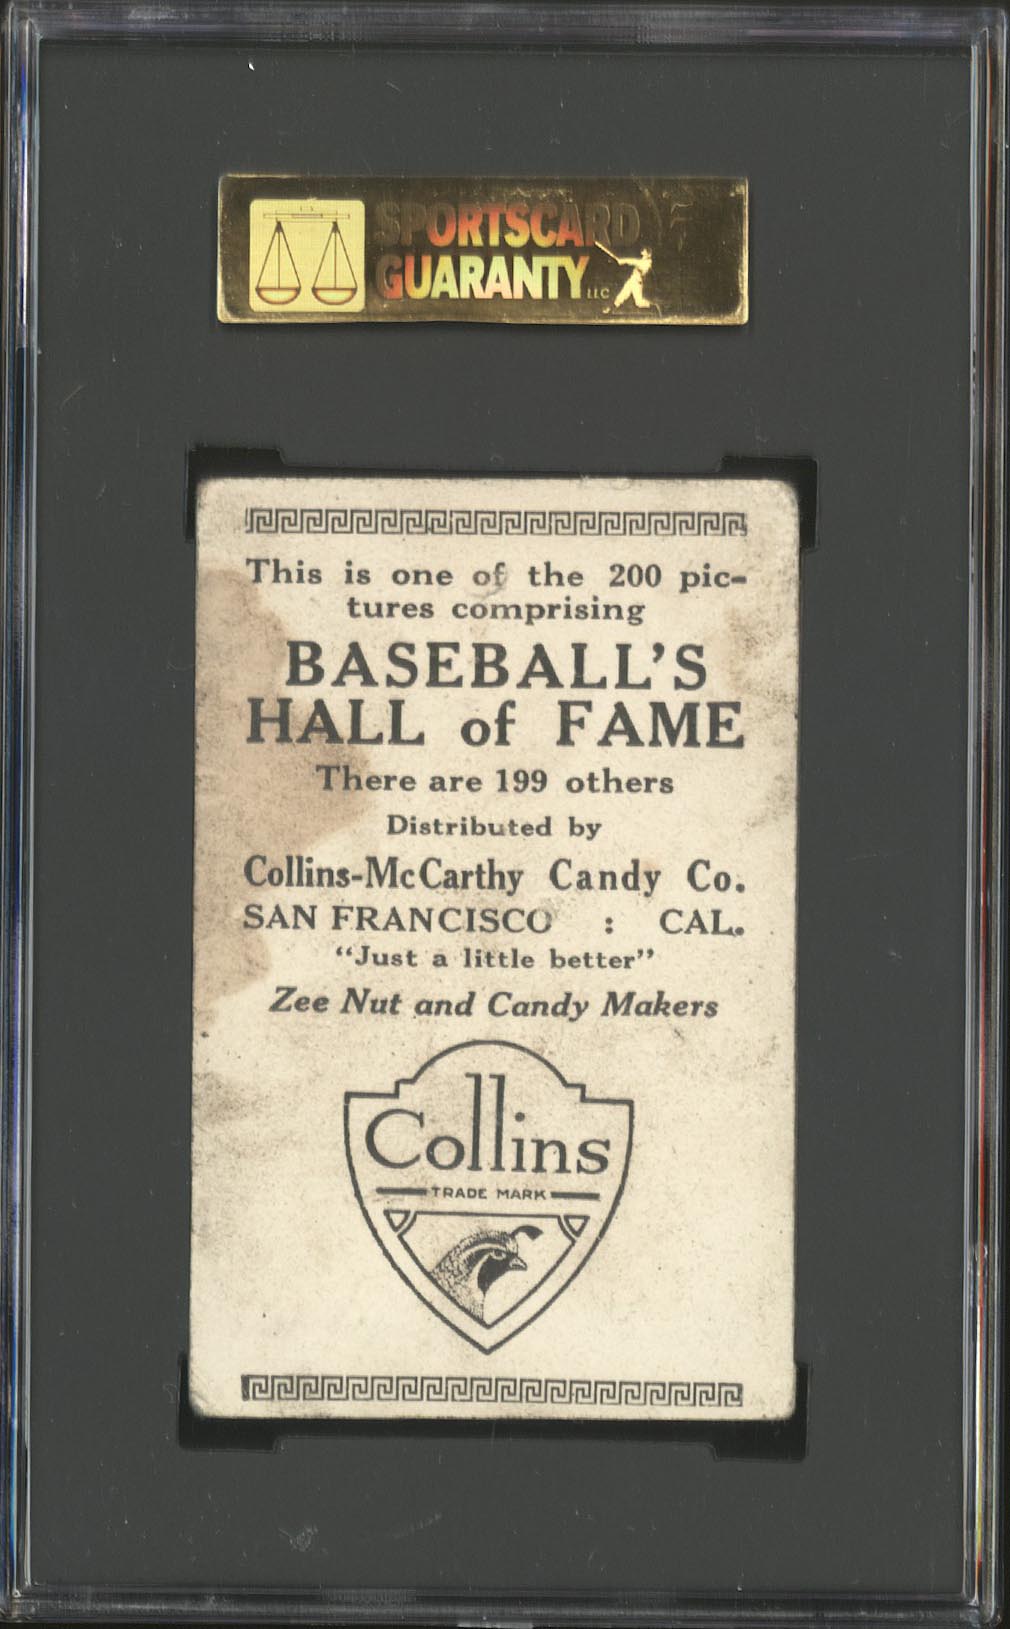 SPORTSCARD
GUARANTY LLC
This is one of the 200 pic-
tures comprising
BASEBALL'S
HALL of FAME
There are 199 others
Distributed by
Collins-McCarthy Candy Co.
SAN FRANCISCO : CAL.
"Just a little better"
Zee Nut and Candy Makers
Collins
TRADE MARK